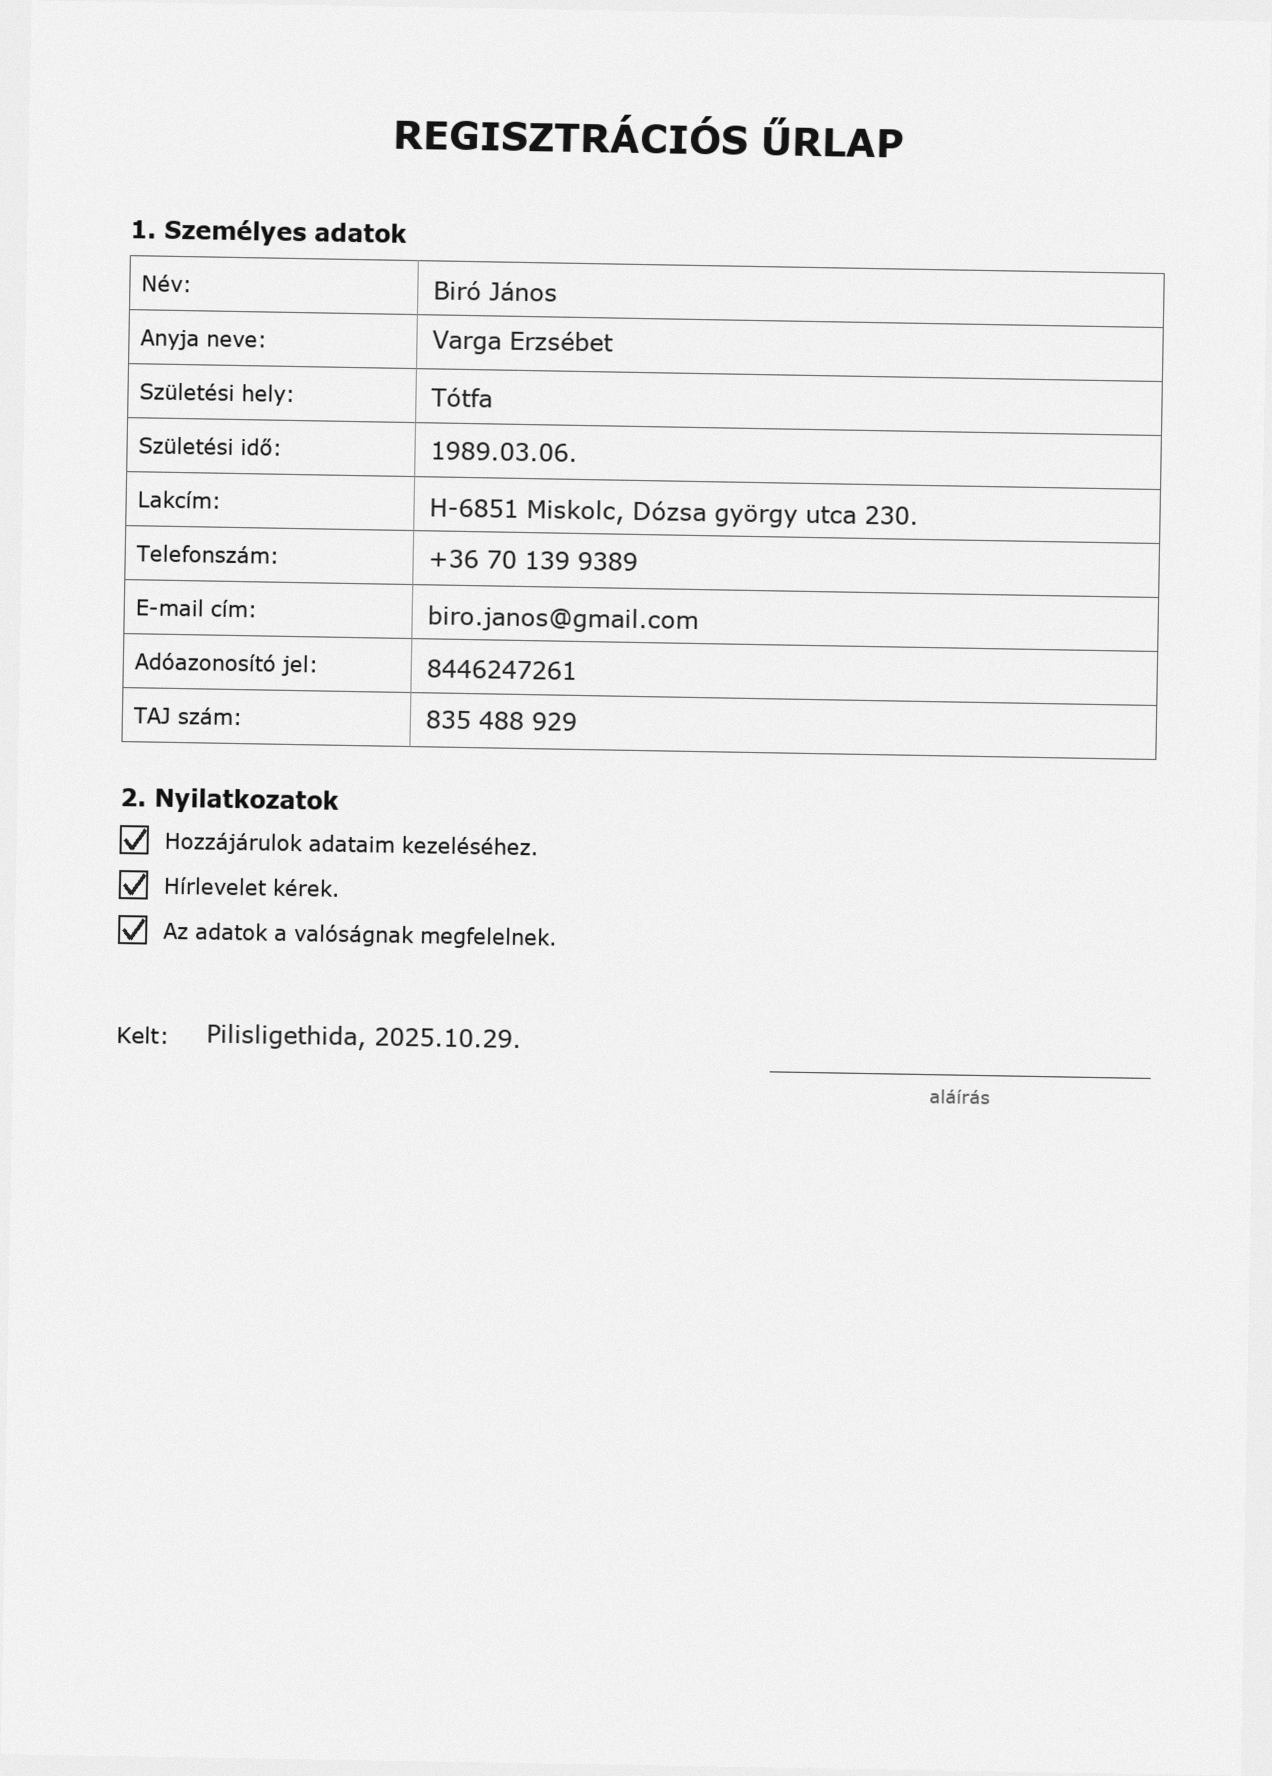 REGISZTRÁCIÓS ŰRLAP
1. Személyes adatok
Név: Biró János
Anyja neve: Varga Erzsébet
Születési hely: Tótfa
Születési idő: 1989.03.06.
Lakcím: H-6851 Miskolc, Dózsa györgy utca 230.
Telefonszám: +36 70 139 9389
E-mail cím: biro.janos@gmail.com
Adóazonosító jel: 8446247261
TAJ szám: 835 488 929
2. Nyilatkozatok
Hozzájárulok adataim kezeléséhez.
Hírlevelet kérek.
Az adatok a valóságnak megfelelnek.
Kelt: Pilisligethida, 2025.10.29.
aláírás